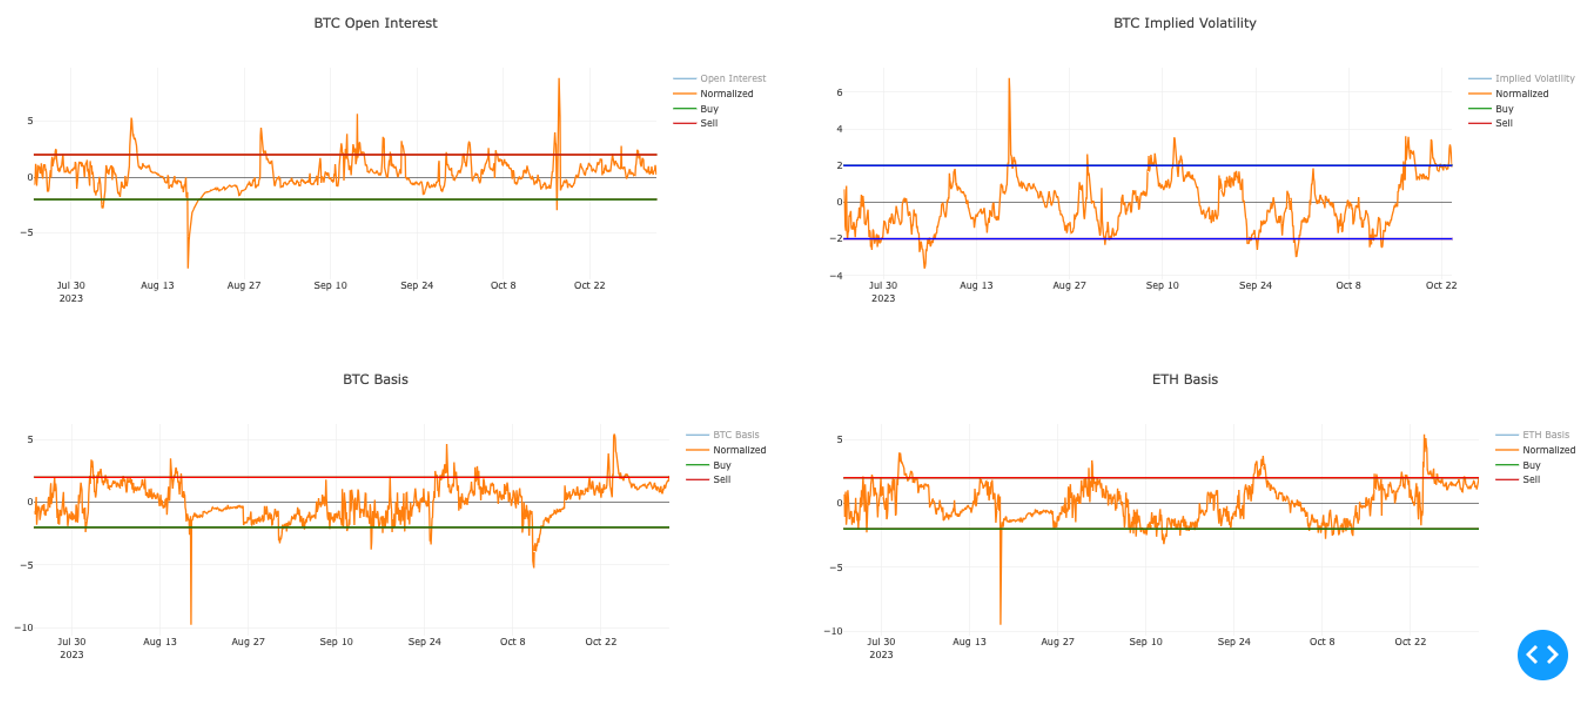 BTC Open Interest
5
0
−5
Jul 30
2023
Aug 13
Aug 27
Sep 10
Sep 24
Oct 8
Oct 22
Open Interest
Normalized
Buy
Sell
BTC Implied Volatility
6
4
2
0
−2
−4
Jul 30
2023
Aug 13
Aug 27
Sep 10
Sep 24
Oct 8
Oct 22
Implied Volatility
Normalized
Buy
Sell
BTC Basis
5
0
−5
−10
Jul 30
2023
Aug 13
Aug 27
Sep 10
Sep 24
Oct 8
Oct 22
BTC Basis
Normalized
Buy
Sell
ETH Basis
5
0
−5
−10
Jul 30
2023
Aug 13
Aug 27
Sep 10
Sep 24
Oct 8
Oct 22
ETH Basis
Normalized
Buy
Sell